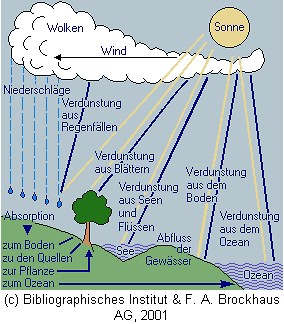 Wolken
Sonne
Wind
Niederschläge
Verdunstung
aus
Regenfällen
Verdunstung
aus Blättern
Verdunstung
aus Seen
und
Flüssen
Verdunstung
aus dem
Boden
Verdunstung
aus dem
Ozean
Absorption
zum Boden
zu den Quellen
zur Pflanze
zum Ozean
See
Abfluss
der
Gewässer
Ozean
(c) Bibliographisches Institut & F. A. Brockhaus
AG, 2001